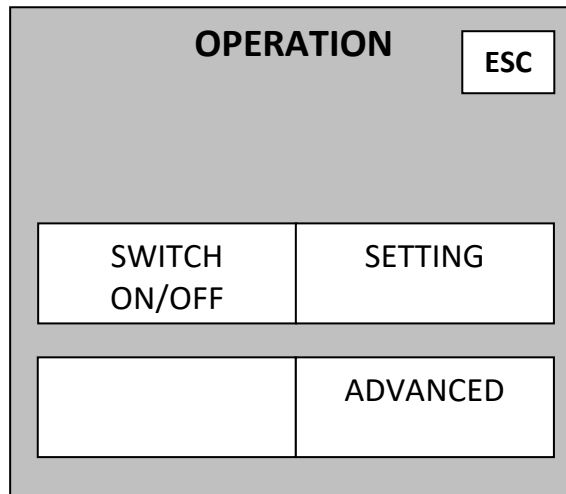 OPERATION
ESC
SWITCH
ON/OFF
SETTING
ADVANCED